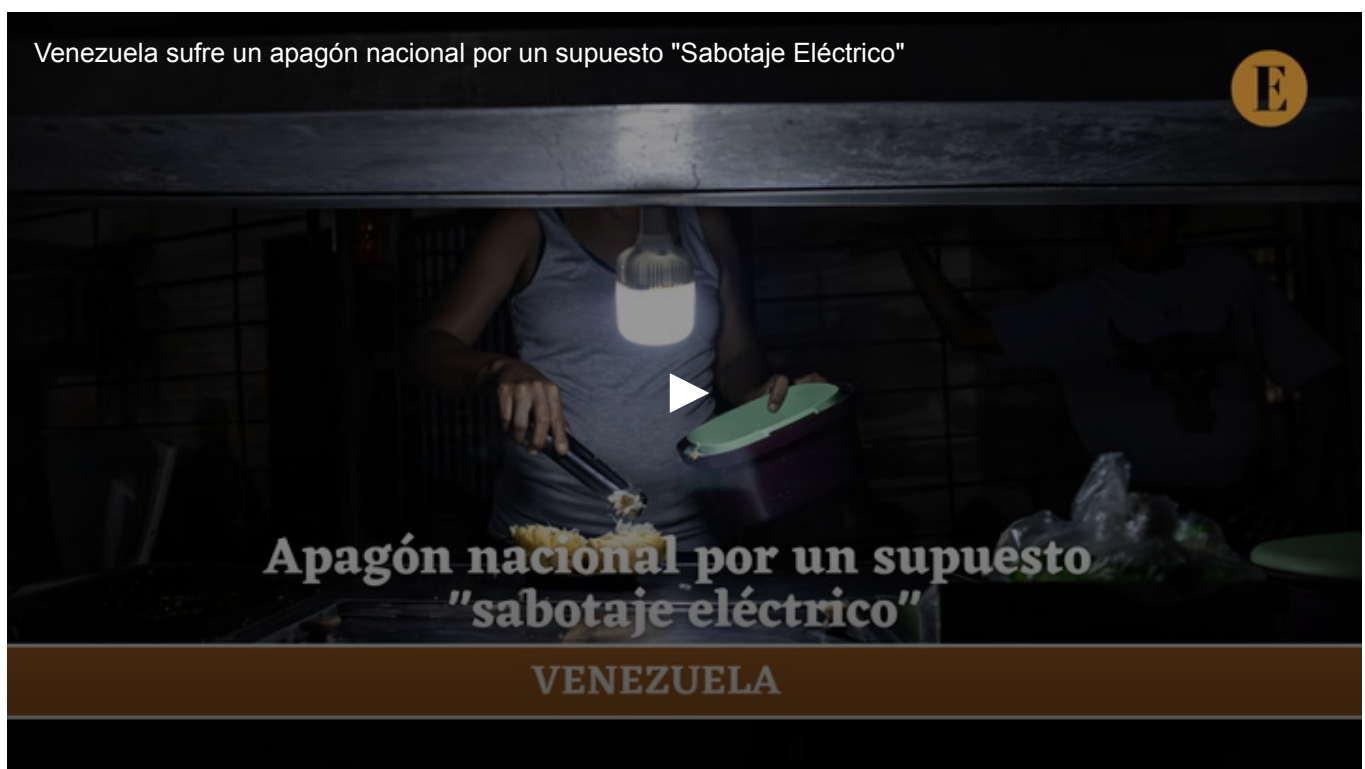 Venezuela sufre un apagón nacional por un supuesto "Sabotaje Eléctrico"
E
Apagón nacional por un supuesto
"sabotaje eléctrico"
VENEZUELA